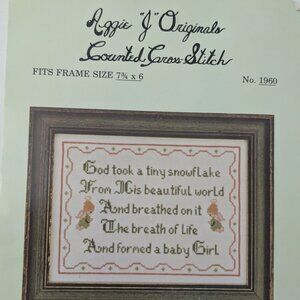 Aggie "J" Originals
Counted Cross Stitch
FITS FRAME SIZE 7¾ x 6
No. 1960
God took a tiny snowflake
From His beautiful world
And breathed on it
The breath of life
And formed a baby Girl